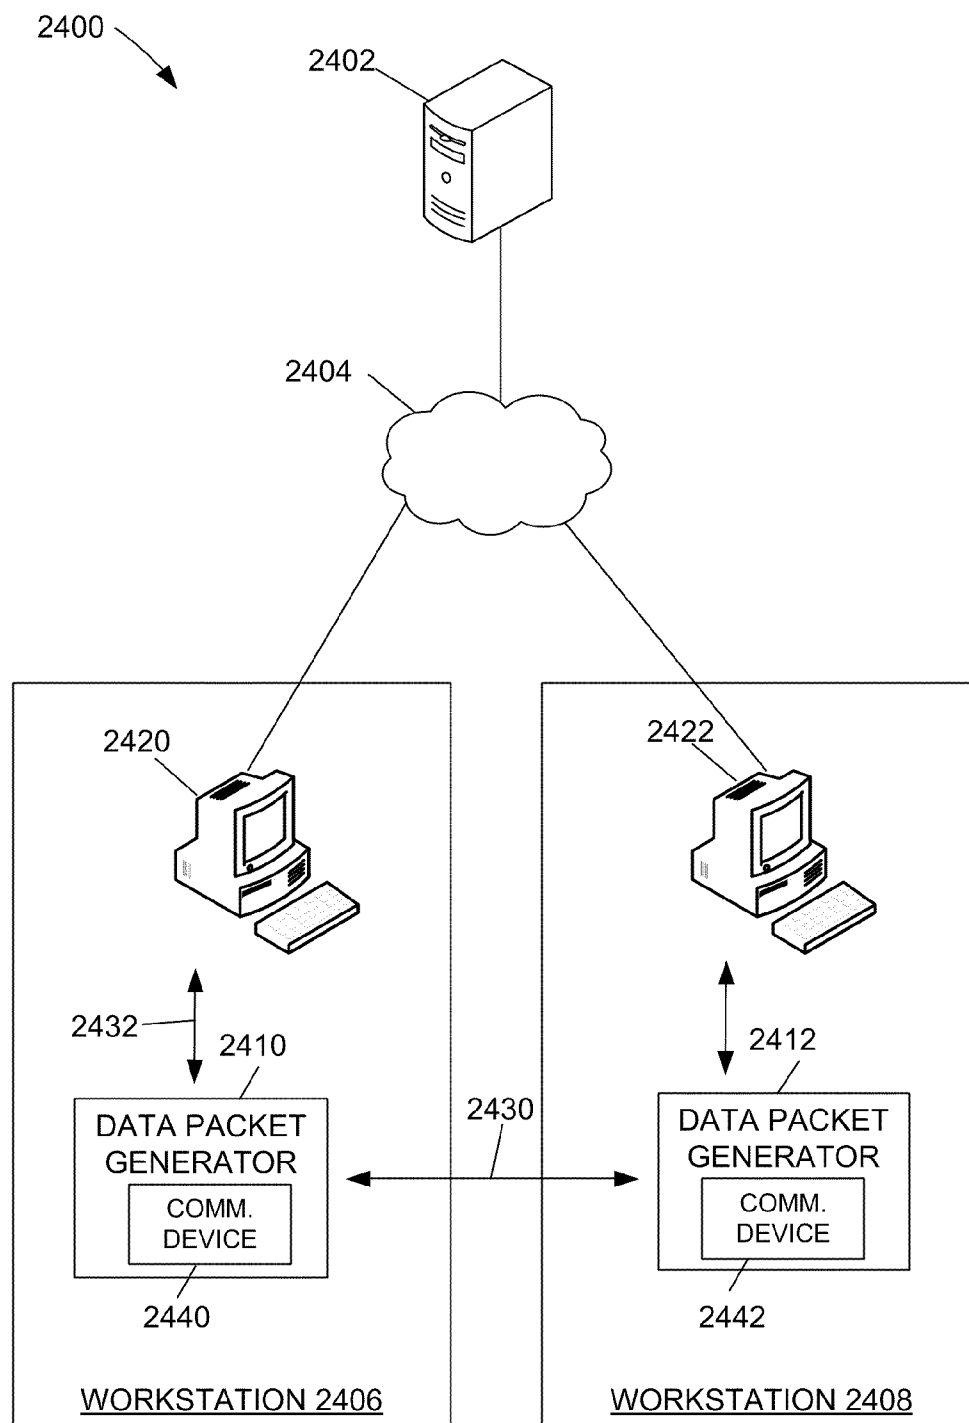 2400
2402
2404
2420
2422
2432
2410
2412
DATA PACKET
GENERATOR
COMM.
DEVICE
2430
DATA PACKET
GENERATOR
COMM.
DEVICE
2440
2442
WORKSTATION 2406
WORKSTATION 2408